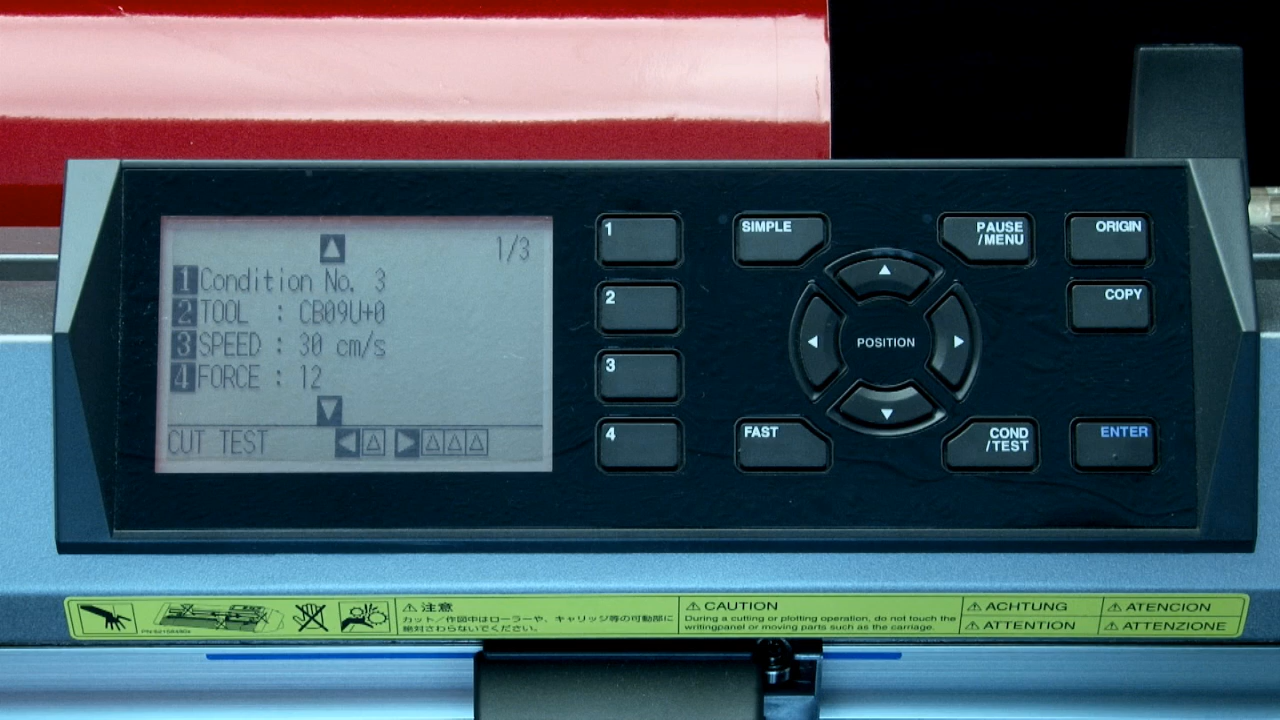 1/3
1 Condition No. 3
2 TOOL : CB09U+0
3 SPEED : 30 cm/s
4 FORCE : 12
CUT TEST
1
2
3
4
SIMPLE
PAUSE
/MENU
ORIGIN
COPY
POSITION
FAST
COND
/TEST
ENTER
注意
カット/作図中はローラーや、キャリッジ等の可動部に
絶対さわらないでください。
CAUTION
During a cutting or plotting operation, do not touch the
writingpanel or moving parts such as the carriage.
ACHTUNG
ATENCION
ATTENTION
ATTENZIONE